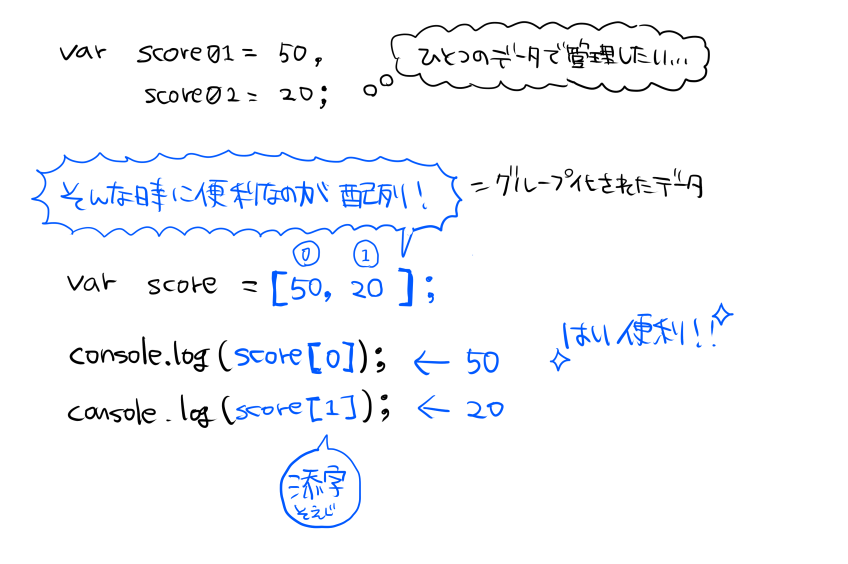 var score01 = 50,
score02 = 20;
ひとつのデータで管理したい...
そんな時に便利なのが 配列!
= グループ化されたデータ
0 1
var score = [50, 20];
console.log(score[0]); ← 50
はい便利!!
console.log(score[1]); ← 20
添字
そえじ